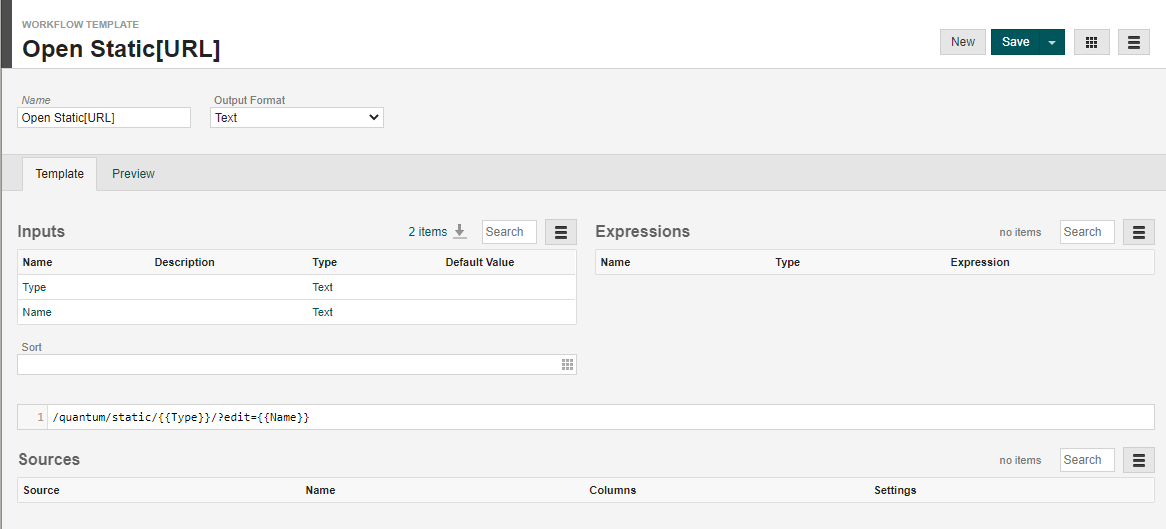 WORKFLOW TEMPLATE
Open Static[URL]
New Save
Name Output Format
Open Static[URL] Text
Template Preview
Inputs 2 items Search
Name Description Type Default Value
Type Text
Name Text
Sort
Expressions no items Search
Name Type Expression
1 /quantum/static/{{Type}}/?edit={{Name}}
Sources no items Search
Source Name Columns Settings